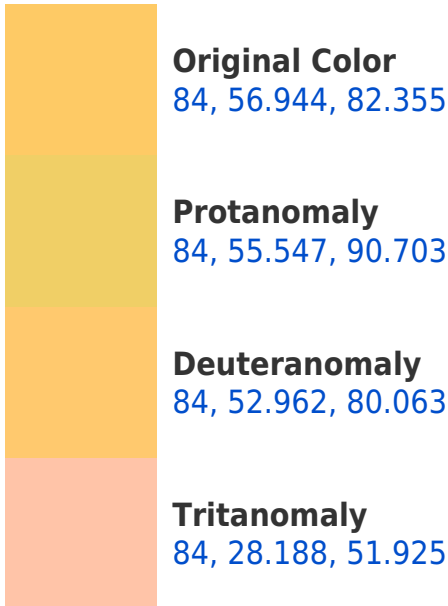 Original Color
84, 56.944, 82.355
Protanomaly
84, 55.547, 90.703
Deuteranomaly
84, 52.962, 80.063
Tritanomaly
84, 28.188, 51.925